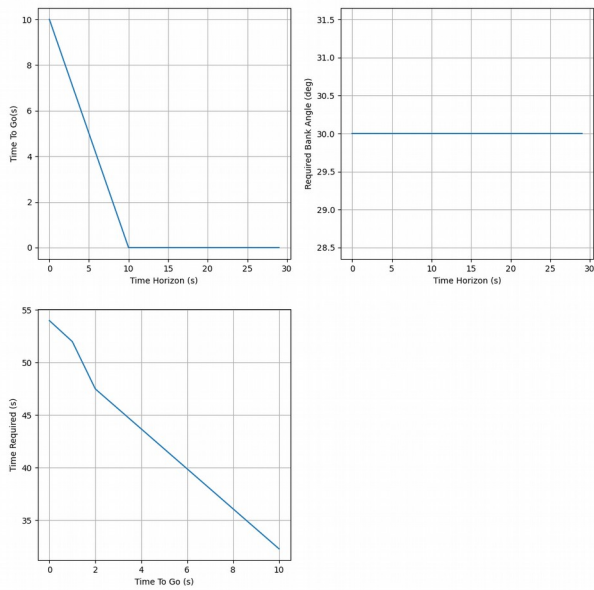 10
8
6
4
2
0
Time To Go(s)
0 5 10 15 20 25 30
Time Horizon (s)
31.5
31.0
30.5
30.0
29.5
29.0
28.5
Required Bank Angle (deg)
0 5 10 15 20 25 30
Time Horizon (s)
55
50
45
40
35
Time Required (s)
0 2 4 6 8 10
Time To Go (s)